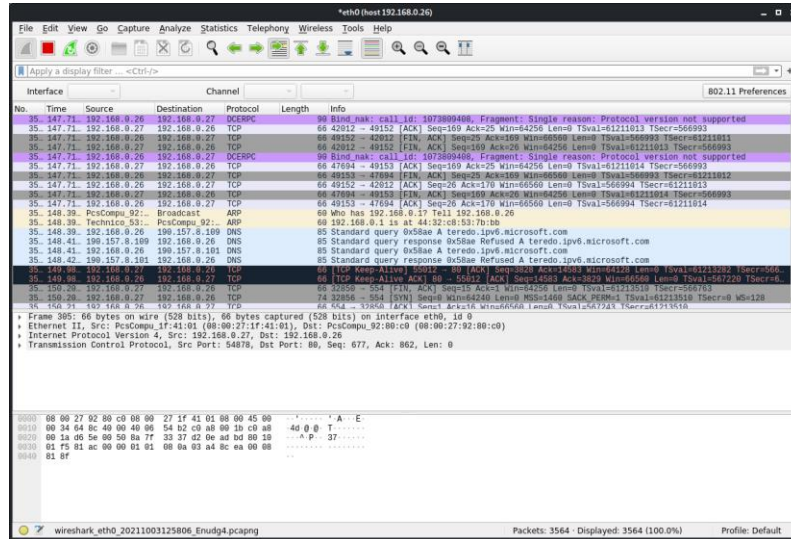 *eth0 (host 192.168.0.26)
File Edit View Go Capture Analyze Statistics Telephony Wireless Tools Help
Apply a display filter ... <Ctrl-/>
Interface Channel 802.11 Preferences
No. Time Source Destination Protocol Length Info
35… 147.71… 192.168.0.26 192.168.0.27 DCERPC 90 Bind_nak: call_id: 1073809408, Fragment: Single reason: Protocol version not supported
35… 147.71… 192.168.0.27 192.168.0.26 TCP 66 42012 → 49152 [ACK] Seq=169 Ack=25 Win=64256 Len=0 TSval=61211013 TSecr=566993
35… 147.71… 192.168.0.26 192.168.0.27 TCP 66 49152 → 42012 [FIN, ACK]
35… 147.71… 192.168.0.27 192.168.0.26 TCP 66 42012 → 49152 [FIN, ACK] Seq=169 Ack=26 Win=64256 Len=0 TSval=61211013 TSecr=566993
35… 147.71… 192.168.0.26 192.168.0.27 DCERPC 90 Bind_nak: call_id: 1073809408, Fragment: Single reason: Protocol version not supported
35… 147.71… 192.168.0.27 192.168.0.26 TCP 66 47694 → 49153 [ACK] Seq=169 Ack=25 Win=64256 Len=0 TSval=61211014 TSecr=566993
35… 147.71… 192.168.0.26 192.168.0.27 TCP 66 49153 → 47694 [FIN, ACK]
35… 147.71… 192.168.0.26 192.168.0.27 TCP 66 49152 → 42012 [ACK] Seq=26 Ack=170 Win=66560 Len=0 TSval=566994 TSecr=61211013
35… 147.71… 192.168.0.27 192.168.0.26 TCP 66 47694 → 49153 [FIN, ACK] Seq=169 Ack=26 Win=64256 Len=0 TSval=61211014 TSecr=566993
35… 147.71… 192.168.0.26 192.168.0.27 TCP 66 49153 → 47694 [ACK] Seq=26 Ack=170 Win=66560 Len=0 TSval=566994 TSecr=61211014
35… 148.39… PcsCompu_92:… Broadcast ARP 60 Who has 192.168.0.1? Tell 192.168.0.26
35… 148.39… Technico_53:… PcsCompu_92:… ARP 60 192.168.0.1 is at 44:32:c8:53:7b:bb
35… 148.39… 192.168.0.26 190.157.8.109 DNS 85 Standard query 0x58ae A teredo.ipv6.microsoft.com
35… 148.41… 190.157.8.109 192.168.0.26 DNS 85 Standard query response 0x58ae Refused A teredo.ipv6.microsoft.com
35… 148.41… 192.168.0.26 190.157.8.101 DNS 85 Standard query 0x58ae A teredo.ipv6.microsoft.com
35… 148.42… 190.157.8.101 192.168.0.26 DNS 85 Standard query response 0x58ae Refused A teredo.ipv6.microsoft.com
35… 149.98… 192.168.0.27 192.168.0.26 TCP 66 [TCP Keep-Alive] 55012 → 80 [ACK] Seq=3828 Ack=14583 Win=64128 Len=0 TSval=61213282 TSecr=566…
35… 149.98… 192.168.0.26 192.168.0.27 TCP 66 [TCP Keep-Alive ACK] 80 → 55012 [ACK] Seq=14583 Ack=3829 Win=66560 Len=0
35… 150.20… 192.168.0.27 192.168.0.26 TCP 66 32850 → 554 [FIN, ACK] Seq=15 Ack=1 Win=64256 Len=0 TSval=61213510 TSecr=566763
35… 150.20… 192.168.0.27 192.168.0.26 TCP 74 32856 → 554 [SYN] Seq=0 Win=64240 Len=0 MSS=1460 SACK_PERM=1 TSval=61213510 TSecr=0 WS=128
35… 150.21… 192.168.0.26 192.168.0.27 TCP 66 554 → 32850 [ACK] Seq=1 Ack=16 Win=66560 Len=0 TSval=567243 TSecr=61213510
Frame 305: 66 bytes on wire (528 bits), 66 bytes captured (528 bits) on interface eth0, id 0
Ethernet II, Src: PcsCompu_1f:41:01 (08:00:27:1f:41:01), Dst: PcsCompu_92:80:c0 (08:00:27:92:80:c0)
Internet Protocol Version 4, Src: 192.168.0.27, Dst: 192.168.0.26
Transmission Control Protocol, Src Port: 54878, Dst Port: 80, Seq: 677, Ack: 862, Len: 0
0000 08 00 27 92 80 c0 08 00 27 1f 41 01 08 00 45 00 ··'····· '·A···E·
0010 00 34 64 8c 40 00 40 06 54 b2 c0 a8 00 1b c0 a8 ·4d·@·@· T·······
0020 00 1a d6 5e 00 50 8a 7f 33 37 d2 0e ad bd 80 10 ···^·P·· 37······
0030 01 f5 81 ac 00 00 01 01 08 0a 03 a4 8c ea 00 08 ········ ········
0040 81 8f ··
wireshark_eth0_20211003125806_Enudg4.pcapng Packets: 3564 · Displayed: 3564 (100.0%) Profile: Default